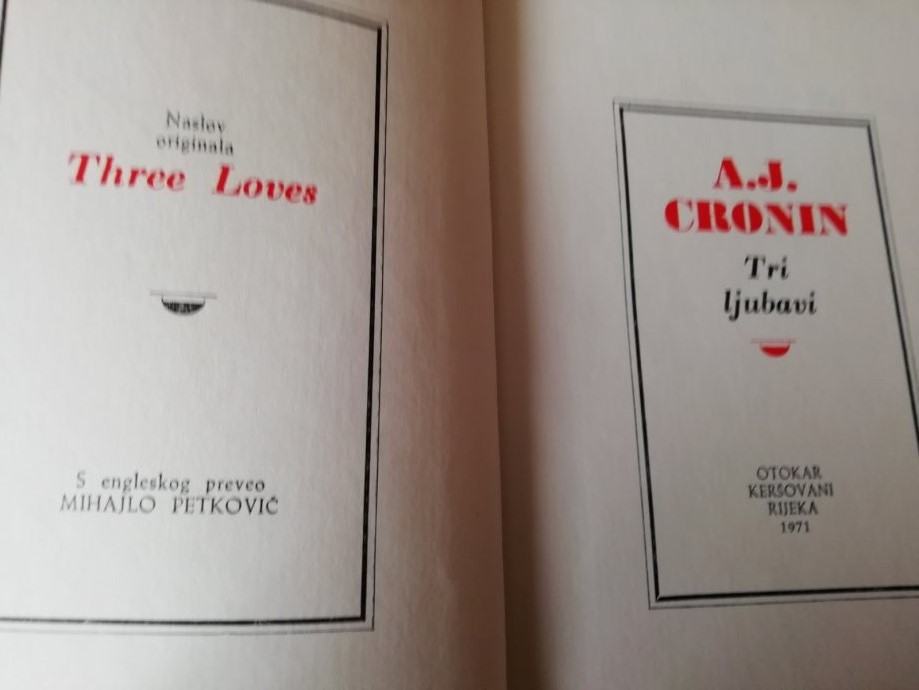 Naslov
originala
Three Loves
S engleskog preveo
MIHAJLO PETKOVIĆ
A.J.
CRONIN
Tri
ljubavi
OTOKAR
KERŠOVANI
RIJEKA
1971